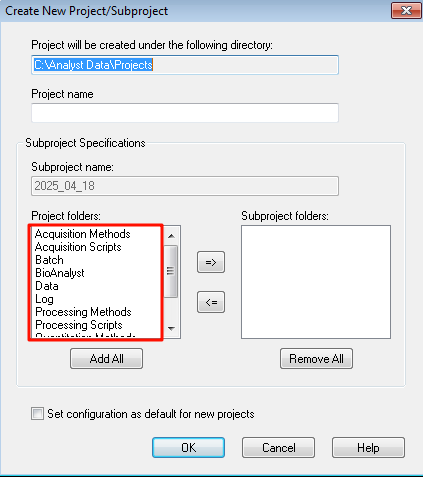 Create New Project/Subproject
Project will be created under the following directory:
C:\Analyst Data\Projects
Project name
Subproject Specifications
Subproject name:
2025_04_18
Project folders:
Subproject folders:
Acquisition Methods
Acquisition Scripts
Batch
BioAnalyst
Data
Log
Processing Methods
Processing Scripts
Quantitation Methods
=>
<=
Add All
Remove All
Set configuration as default for new projects
OK
Cancel
Help